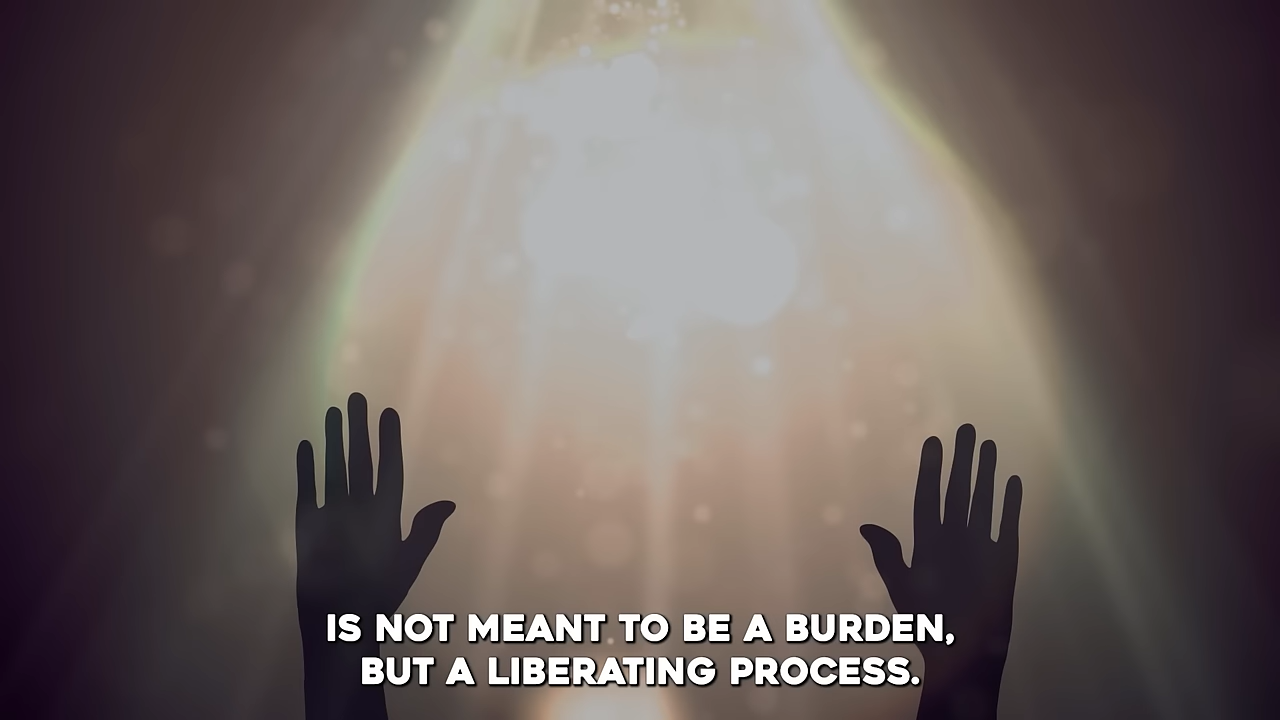 IS NOT MEANT TO BE A BURDEN,
BUT A LIBERATING PROCESS.